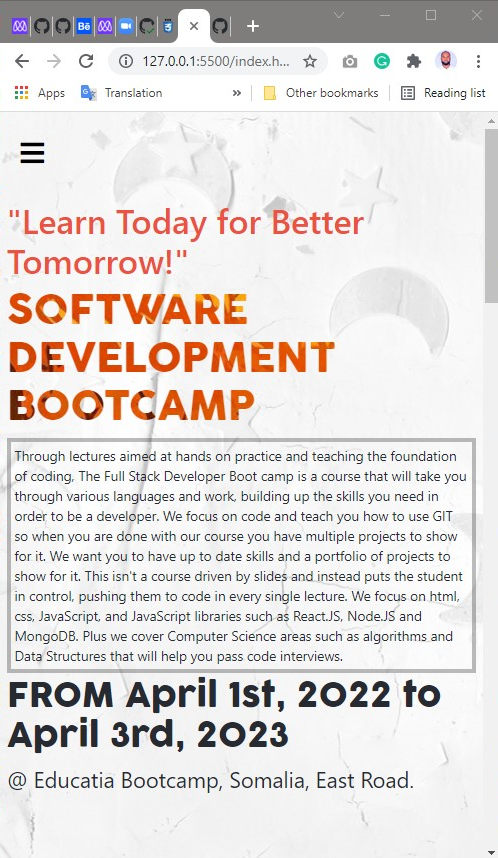 127.0.0.1:5500/index.h...
Apps
Translation
»
Other bookmarks
Reading list
"Learn Today for Better
Tomorrow!"
SOFTWARE
DEVELOPMENT
BOOTCAMP
Through lectures aimed at hands on practice and teaching the foundation
of coding, The Full Stack Developer Boot camp is a course that will take you
through various languages and work, building up the skills you need in
order to be a developer. We focus on code and teach you how to use GIT
so when you are done with our course you have multiple projects to show
for it. We want you to have up to date skills and a portfolio of projects to
show for it. This isn't a course driven by slides and instead puts the student
in control, pushing them to code in every single lecture. We focus on html,
css, JavaScript, and JavaScript libraries such as React.JS, Node.JS and
MongoDB. Plus we cover Computer Science areas such as algorithms and
Data Structures that will help you pass code interviews.
FROM April 1st, 2022 to
April 3rd, 2023
@ Educatia Bootcamp, Somalia, East Road.